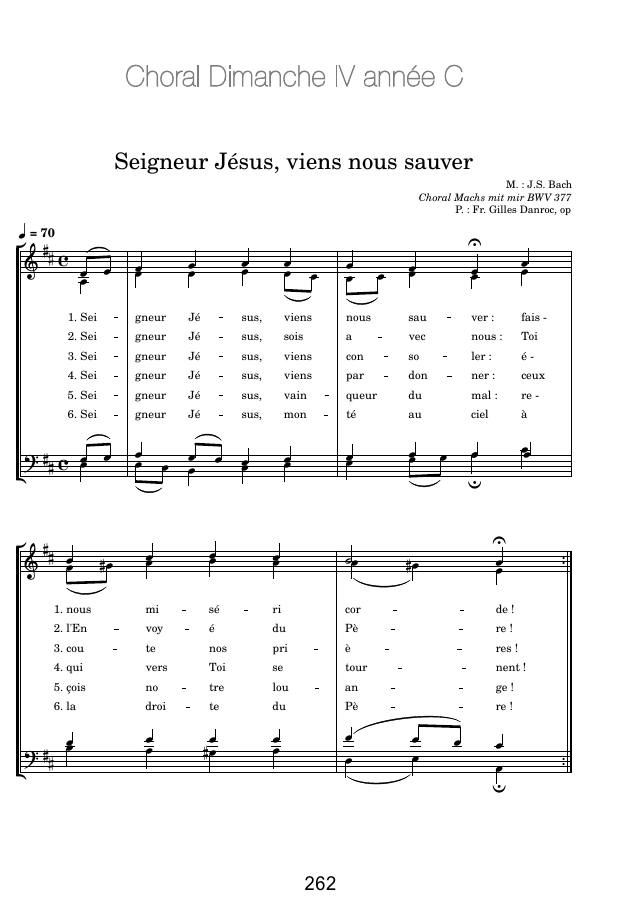 Choral Dimanche IV année C
Seigneur Jésus, viens nous sauver
M. : J.S. Bach
Choral Machs mit mir BWV 377
P. : Fr. Gilles Danroc, op
= 70
1. Sei - gneur Jé - sus, viens nous sau - ver : fais -
2. Sei - gneur Jé - sus, sois a - vec nous : Toi
3. Sei - gneur Jé - sus, viens con - so - ler : é -
4. Sei - gneur Jé - sus, viens par - don - ner : ceux
5. Sei - gneur Jé - sus, vain - queur du mal : re -
6. Sei - gneur Jé - sus, mon - té au ciel à
1. nous mi - sé - ri cor - - de !
2. l'En - voy - é du Pè - - re !
3. cou - te nos pri - è - - res !
4. qui vers Toi se tour - - nent !
5. çois no - tre lou - an - - ge !
6. la droi - te du Pè - - re !
262